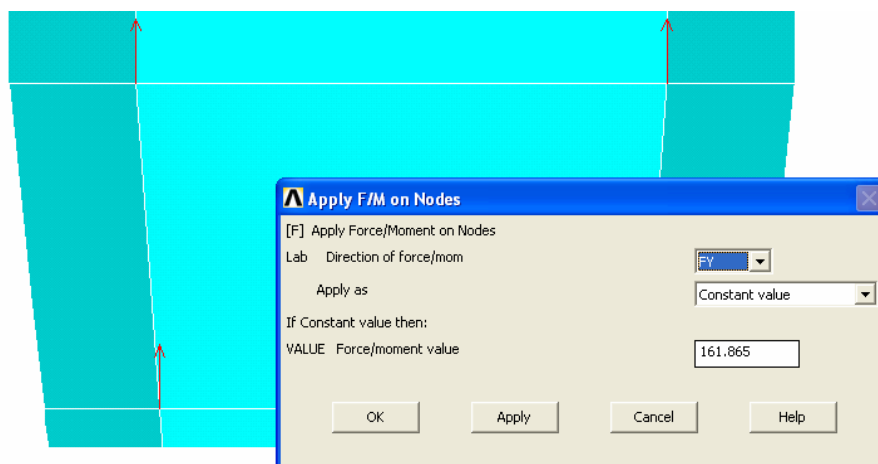 Apply F/M on Nodes
[F] Apply Force/Moment on Nodes
Lab Direction of force/mom FY
Apply as Constant value
If Constant value then:
VALUE Force/moment value 161.865
OK Apply Cancel Help